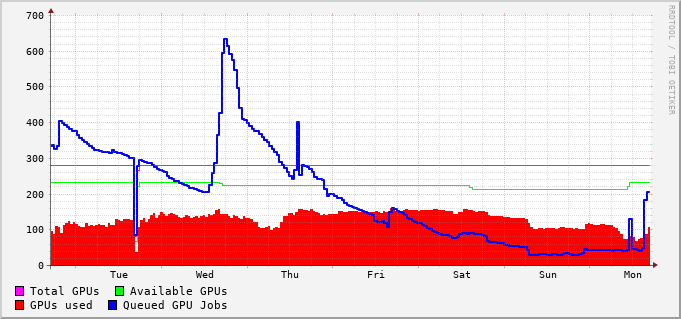 700
600
500
400
300
200
100
0
Tue Wed Thu Fri Sat Sun Mon
Total GPUs Available GPUs
GPUs used Queued GPU Jobs
RRDTOOL / TOBI OETIKER